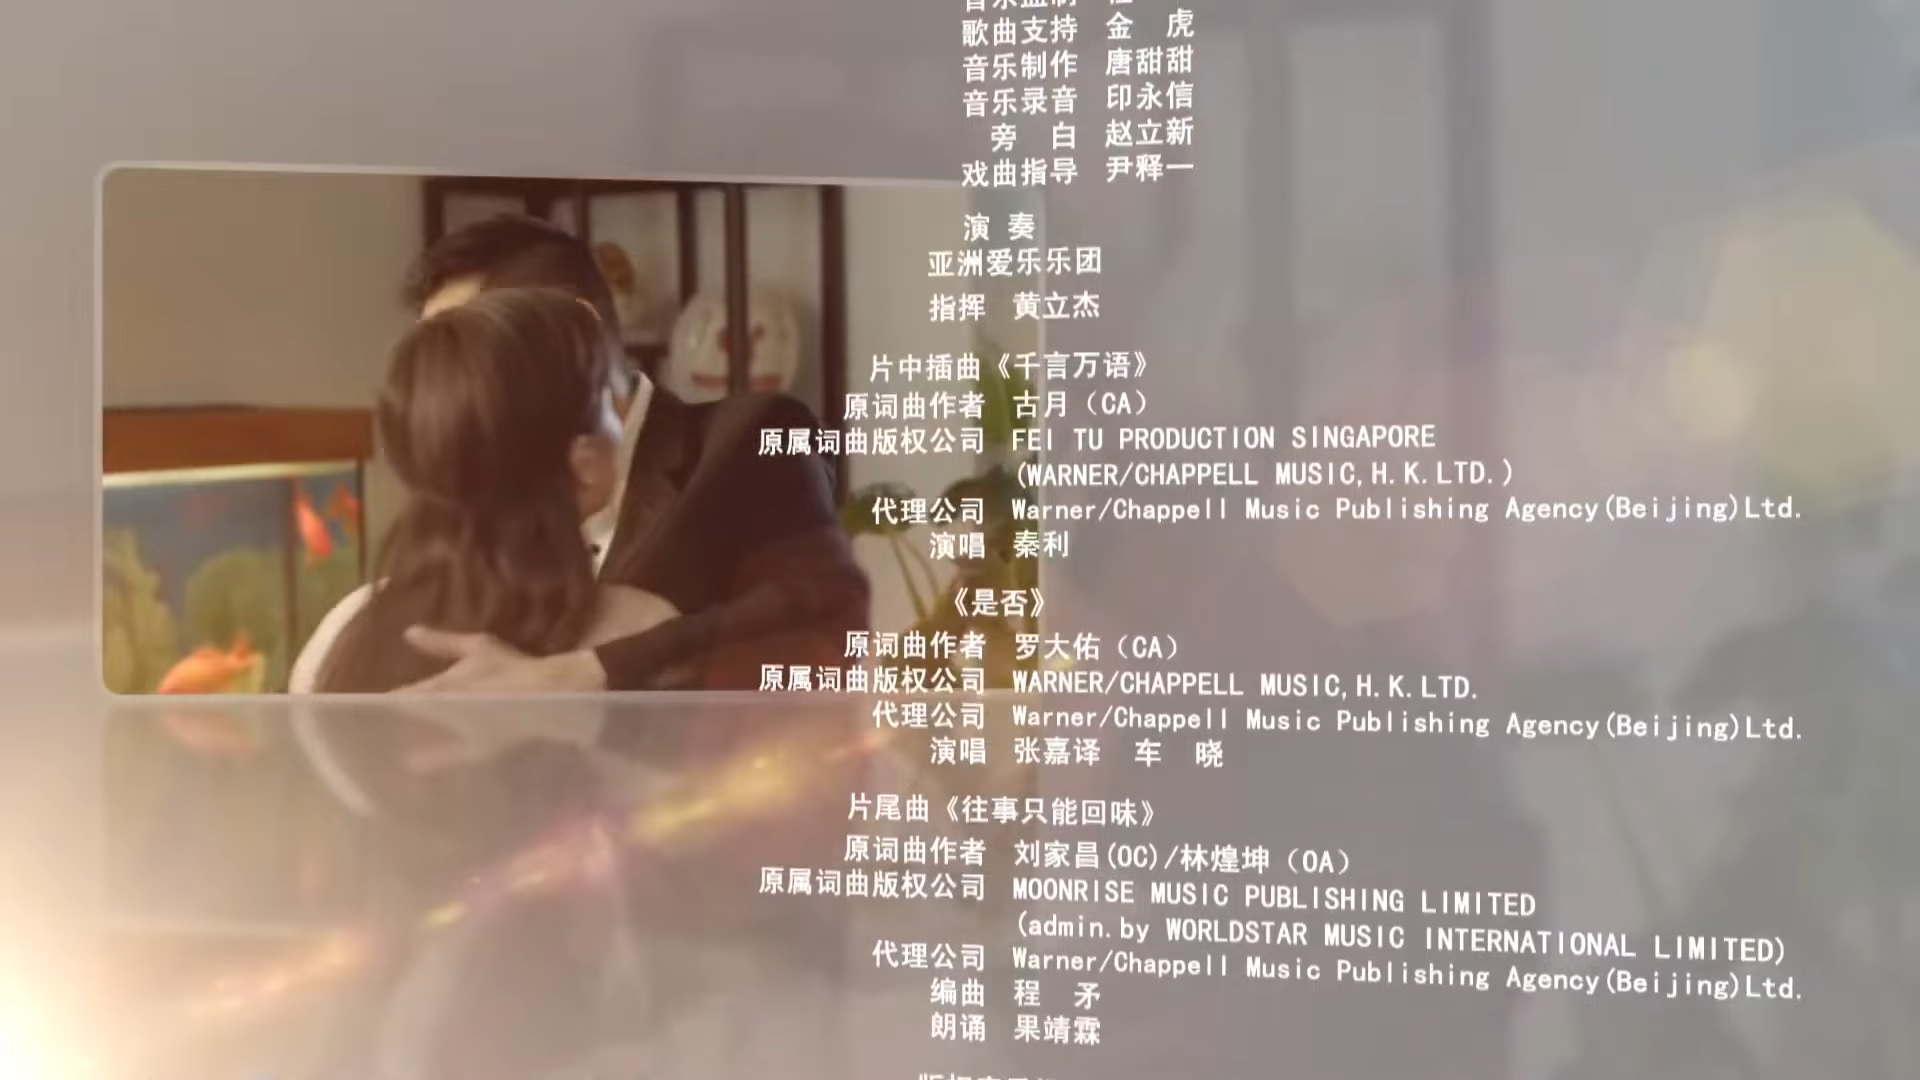 歌曲支持 金 虎
音乐制作 唐甜甜
音乐录音 印永信
旁 白 赵立新
戏曲指导 尹释一
演 奏
亚洲爱乐乐团
指挥 黄立杰
片中插曲《千言万语》
原词曲作者 古月（CA）
原属词曲版权公司 FEI TU PRODUCTION SINGAPORE
(WARNER/CHAPPELL MUSIC,H.K.LTD.)
代理公司 Warner/Chappell Music Publishing Agency(Beijing)Ltd.
演唱 秦利
《是否》
原词曲作者 罗大佑（CA）
原属词曲版权公司 WARNER/CHAPPELL MUSIC,H.K.LTD.
代理公司 Warner/Chappell Music Publishing Agency(Beijing)Ltd.
演唱 张嘉译 车 晓
片尾曲《往事只能回味》
原词曲作者 刘家昌(OC)/林煌坤（OA）
原属词曲版权公司 MOONRISE MUSIC PUBLISHING LIMITED
(admin.by WORLDSTAR MUSIC INTERNATIONAL LIMITED)
代理公司 Warner/Chappell Music Publishing Agency(Beijing)Ltd.
编曲 程 矛
朗诵 果靖霖